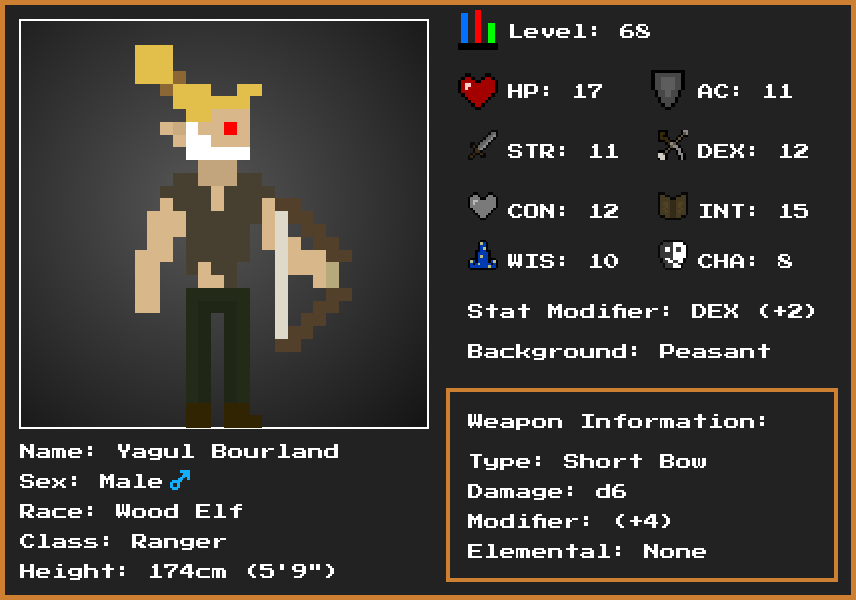 Level: 68
HP: 17 AC: 11
STR: 11 DEX: 12
CON: 12 INT: 15
WIS: 10 CHA: 8
Stat Modifier: DEX (+2)
Background: Peasant
Weapon Information:
Type: Short Bow
Damage: d6
Modifier: (+4)
Elemental: None
Name: Yagul Bourland
Sex: Male♂
Race: Wood Elf
Class: Ranger
Height: 174cm (5'9")